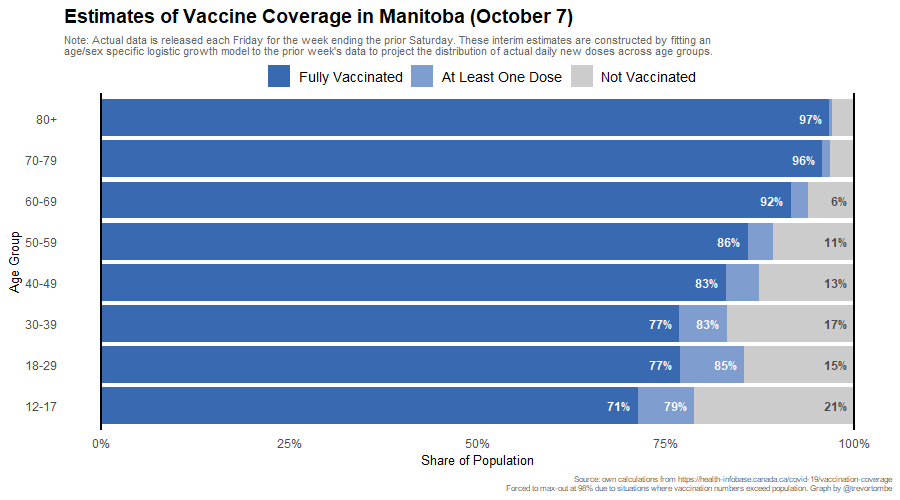 Estimates of Vaccine Coverage in Manitoba (October 7)
Note: Actual data is released each Friday for the week ending the prior Saturday. These interim estimates are constructed by fitting an
age/sex specific logistic growth model to the prior week's data to project the distribution of actual daily new doses across age groups.
Fully Vaccinated At Least One Dose Not Vaccinated
80+ 97%
70-79 96%
60-69 92% 6%
50-59 86% 11%
40-49 83% 13%
30-39 77% 83% 17%
18-29 77% 85% 15%
12-17 71% 79% 21%
Age Group
0% 25% 50% 75% 100%
Share of Population
Source: own calculations from https://health-infobase.canada.ca/covid-19/vaccination-coverage
Forced to max-out at 98% due to situations where vaccination numbers exceed population. Graph by @trevortombe